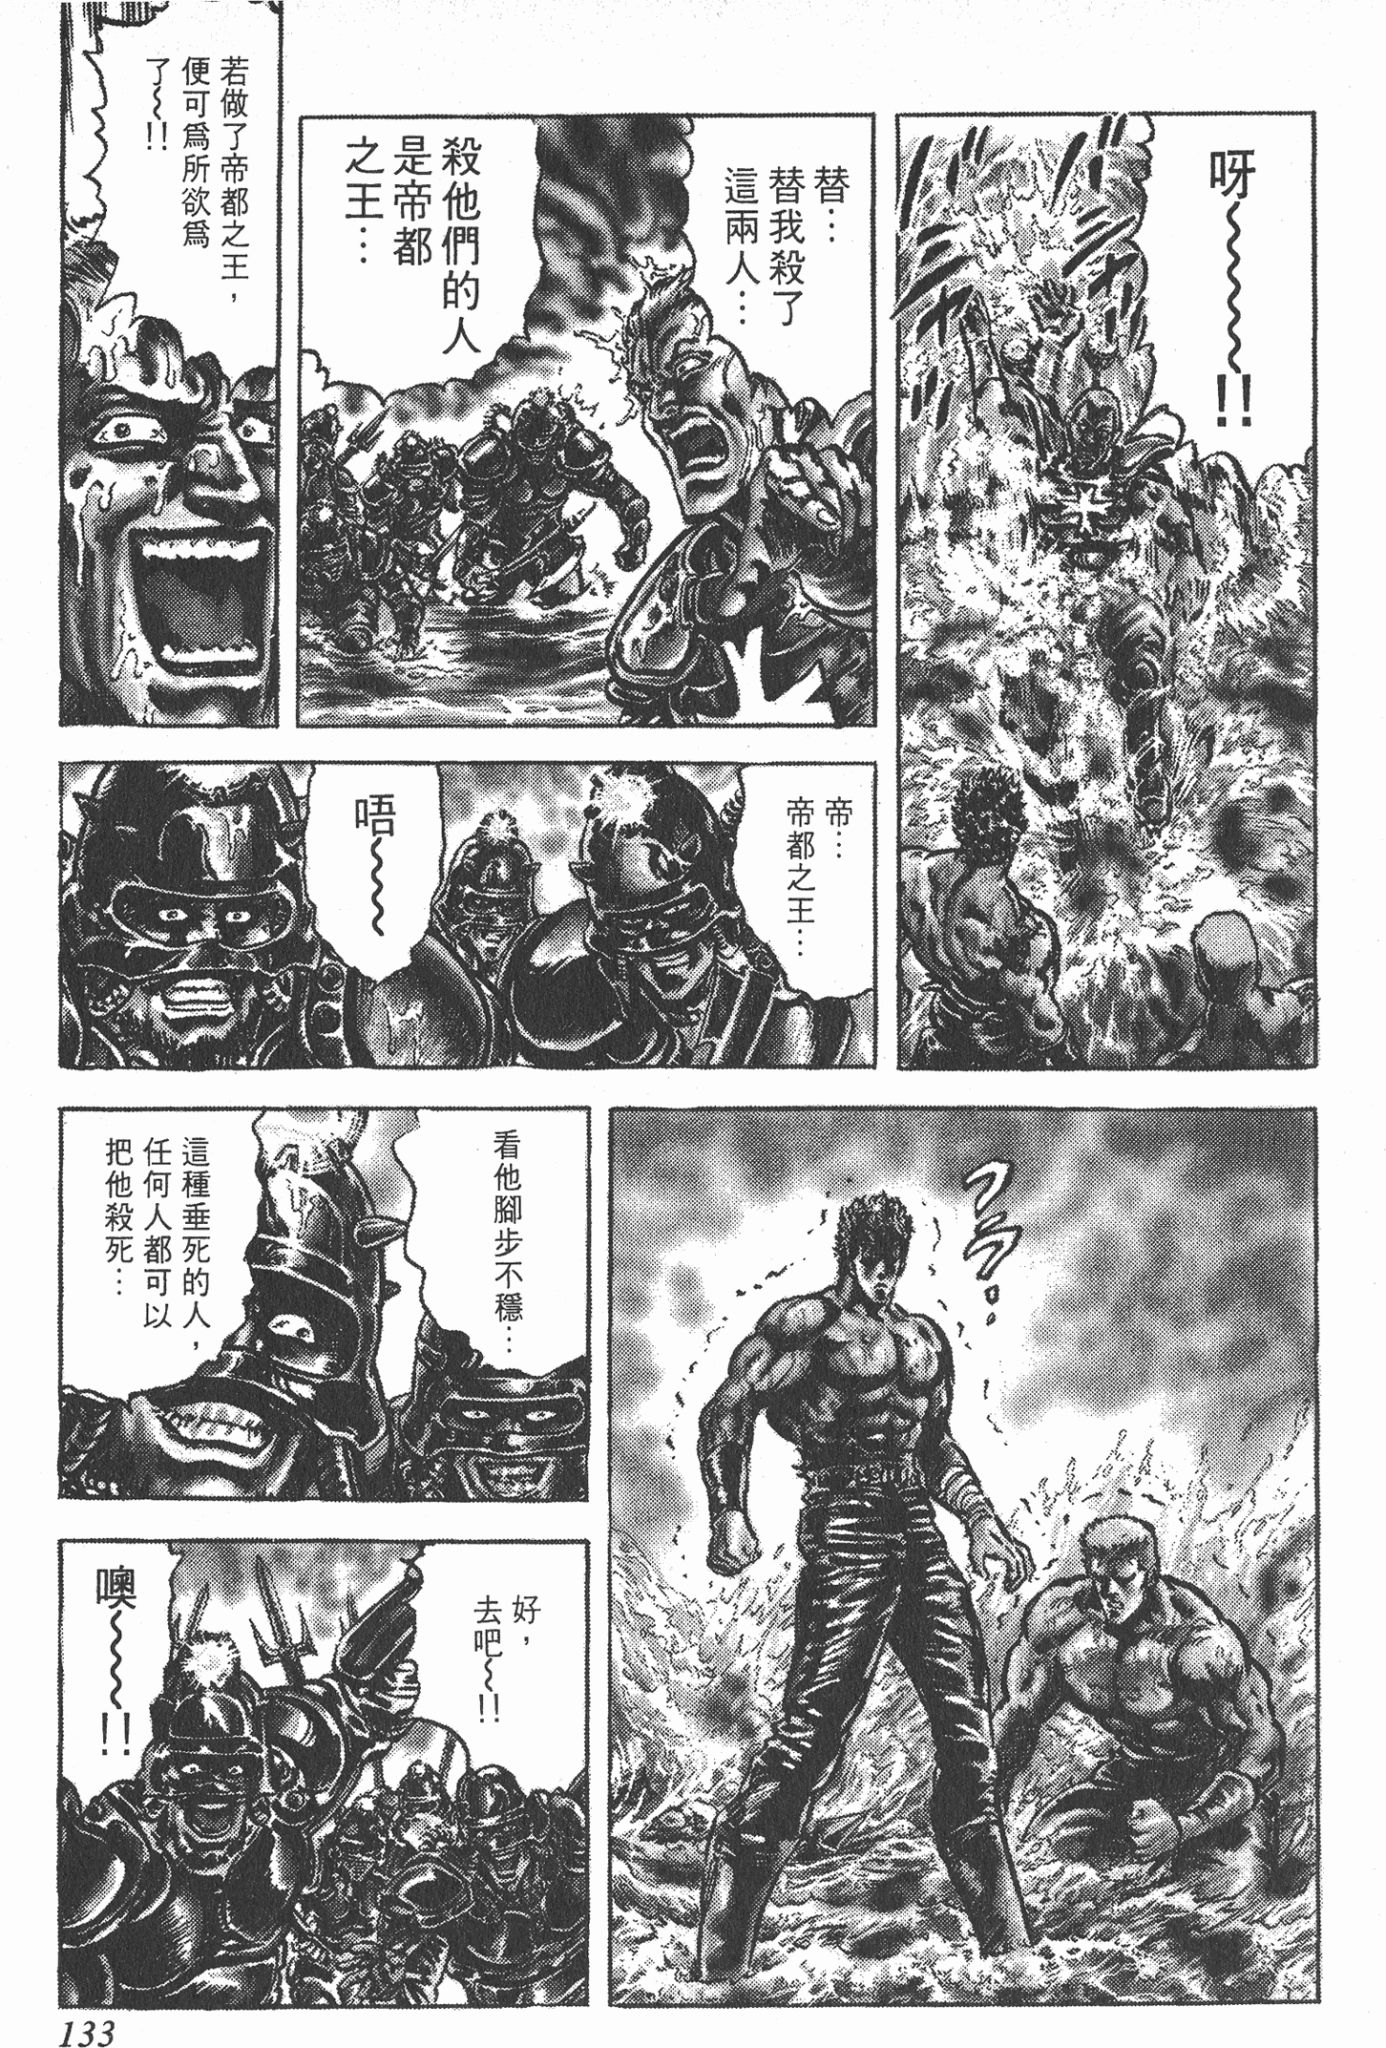 呀～～～!!
替…
替我殺了
這兩人…
殺他們的人
是帝都
之王…
若做了帝都之王，
便可爲所欲爲
了～!!
帝…
帝都之王…
唔～～
フラ…
看他腳步不穩…
這種垂死的人，
任何人都可以
把他殺死…
好，
去吧～!!
噢～～!!
133